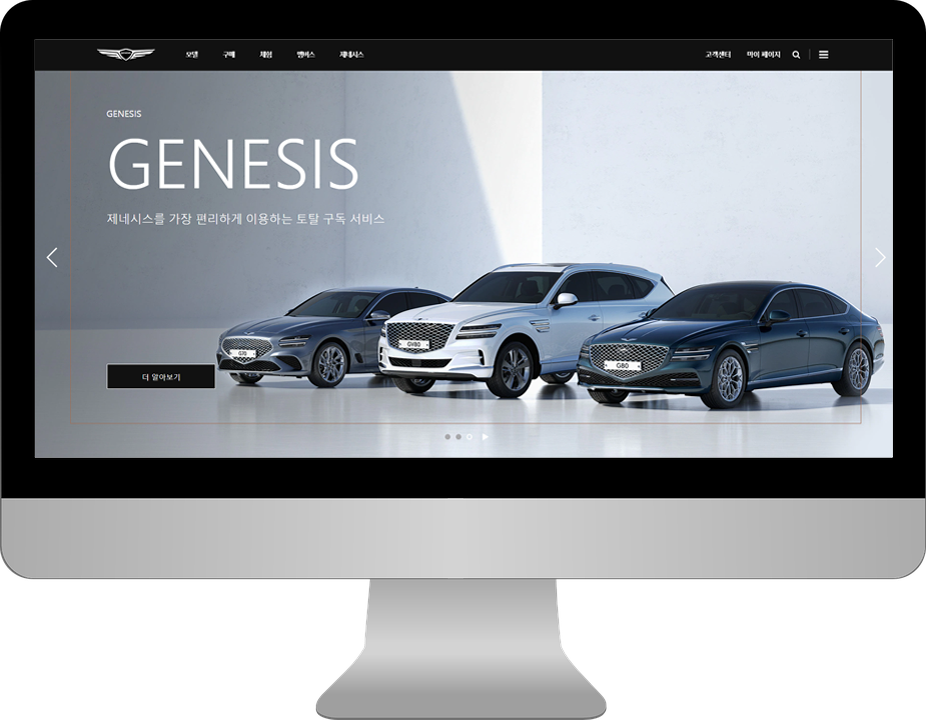 모델 구매 체험 멤버스 제네시스 고객센터 마이 페이지
GENESIS
GENESIS
제네시스를 가장 편리하게 이용하는 토탈 구독 서비스
G70
GV80
G80
더 알아보기